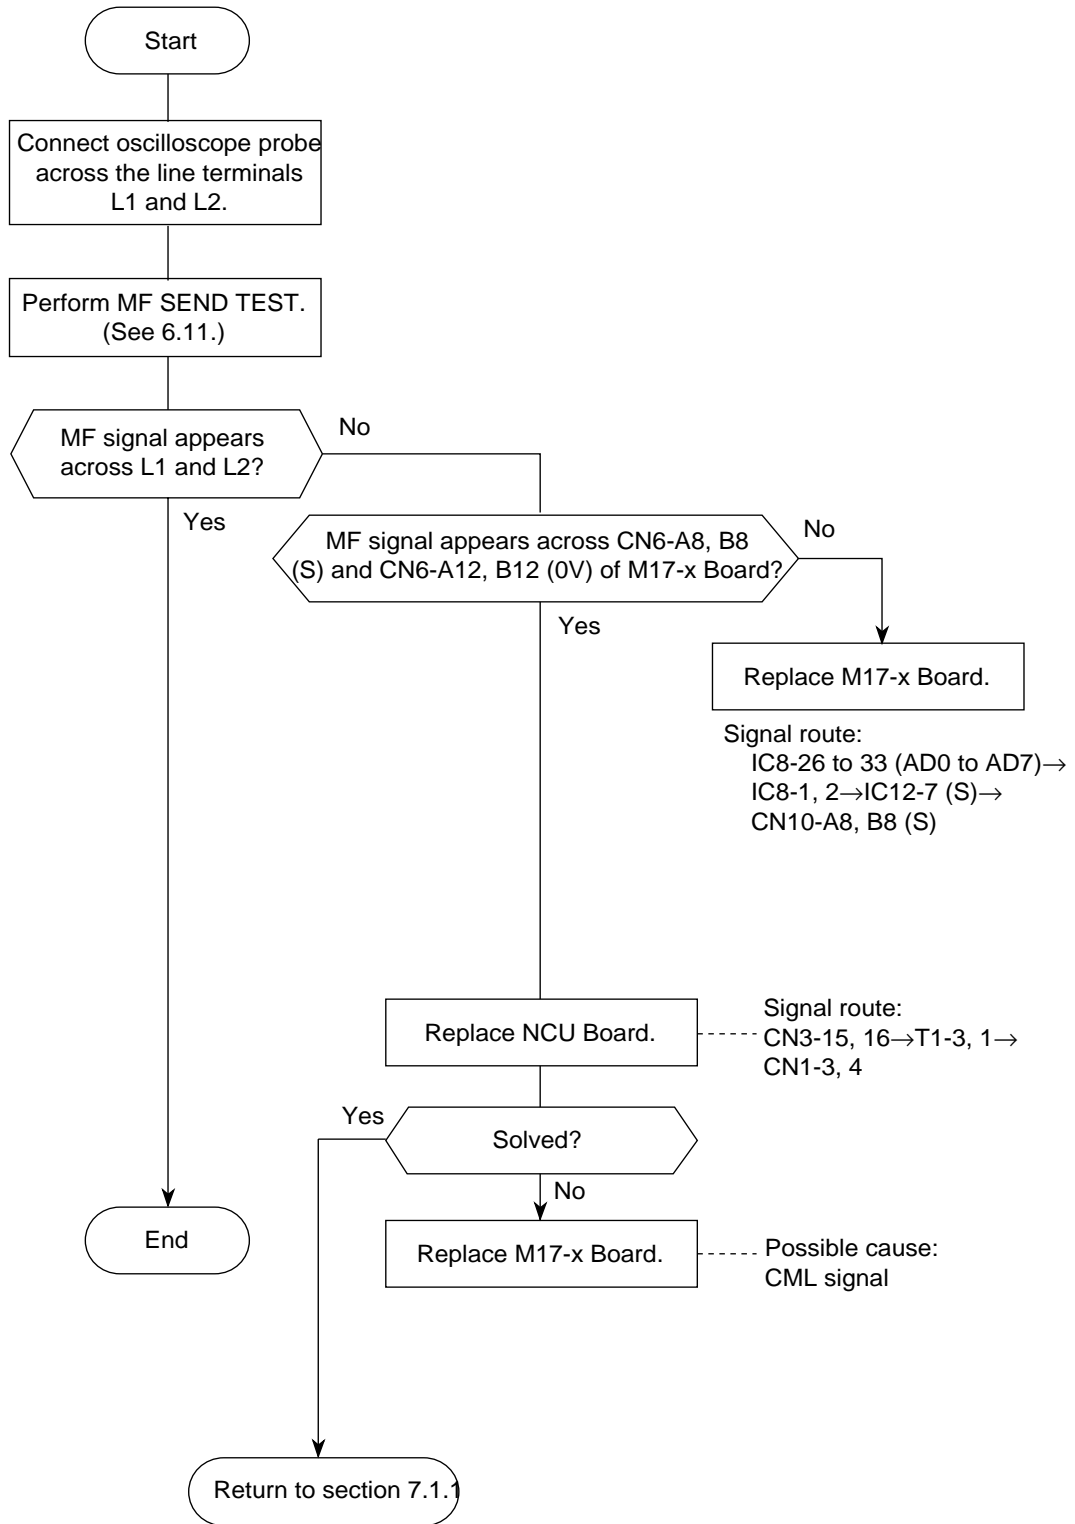 Start
Connect oscilloscope probe
across the line terminals
L1 and L2.
Perform MF SEND TEST.
(See 6.11.)
MF signal appears
across L1 and L2?
No
Yes
MF signal appears across CN6-A8, B8
(S) and CN6-A12, B12 (0V) of M17-x Board?
No
Yes
Replace M17-x Board.
Signal route:
IC8-26 to 33 (AD0 to AD7)→
IC8-1, 2→IC12-7 (S)→
CN10-A8, B8 (S)
Replace NCU Board.
Signal route:
CN3-15, 16→T1-3, 1→
CN1-3, 4
Yes
Solved?
No
End
Replace M17-x Board.
Possible cause:
CML signal
Return to section 7.1.1